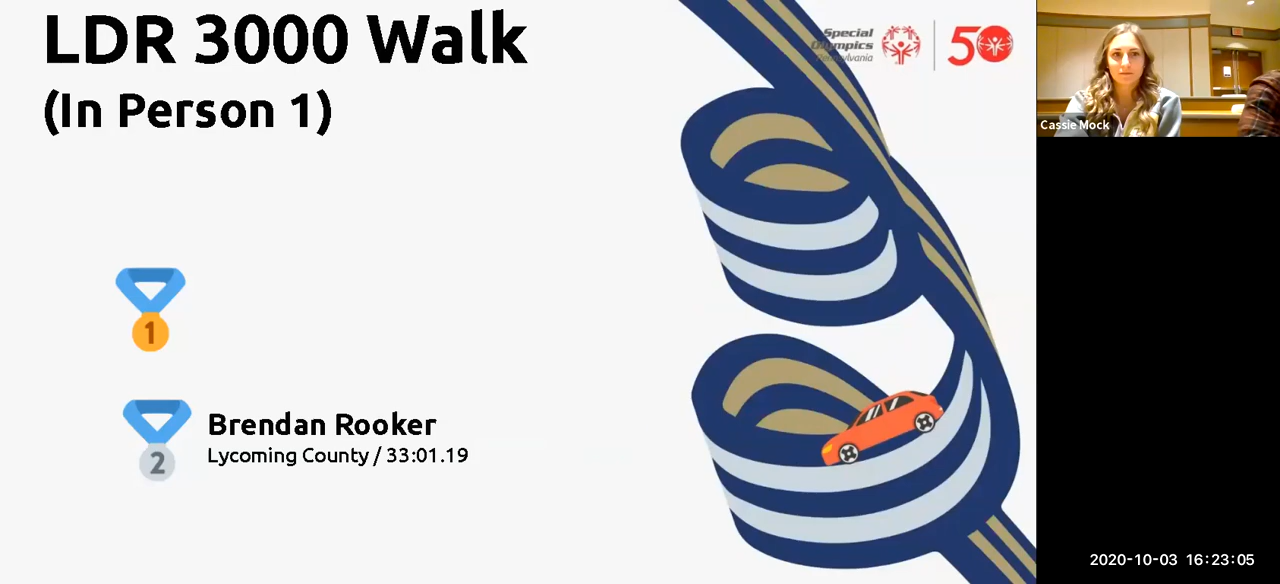 LDR 3000 Walk
(In Person 1)
Special
Olympics
Pennsylvania
50
Cassie Mock
1
2
Brendan Rooker
Lycoming County / 33:01.19
2020-10-03 16:23:05